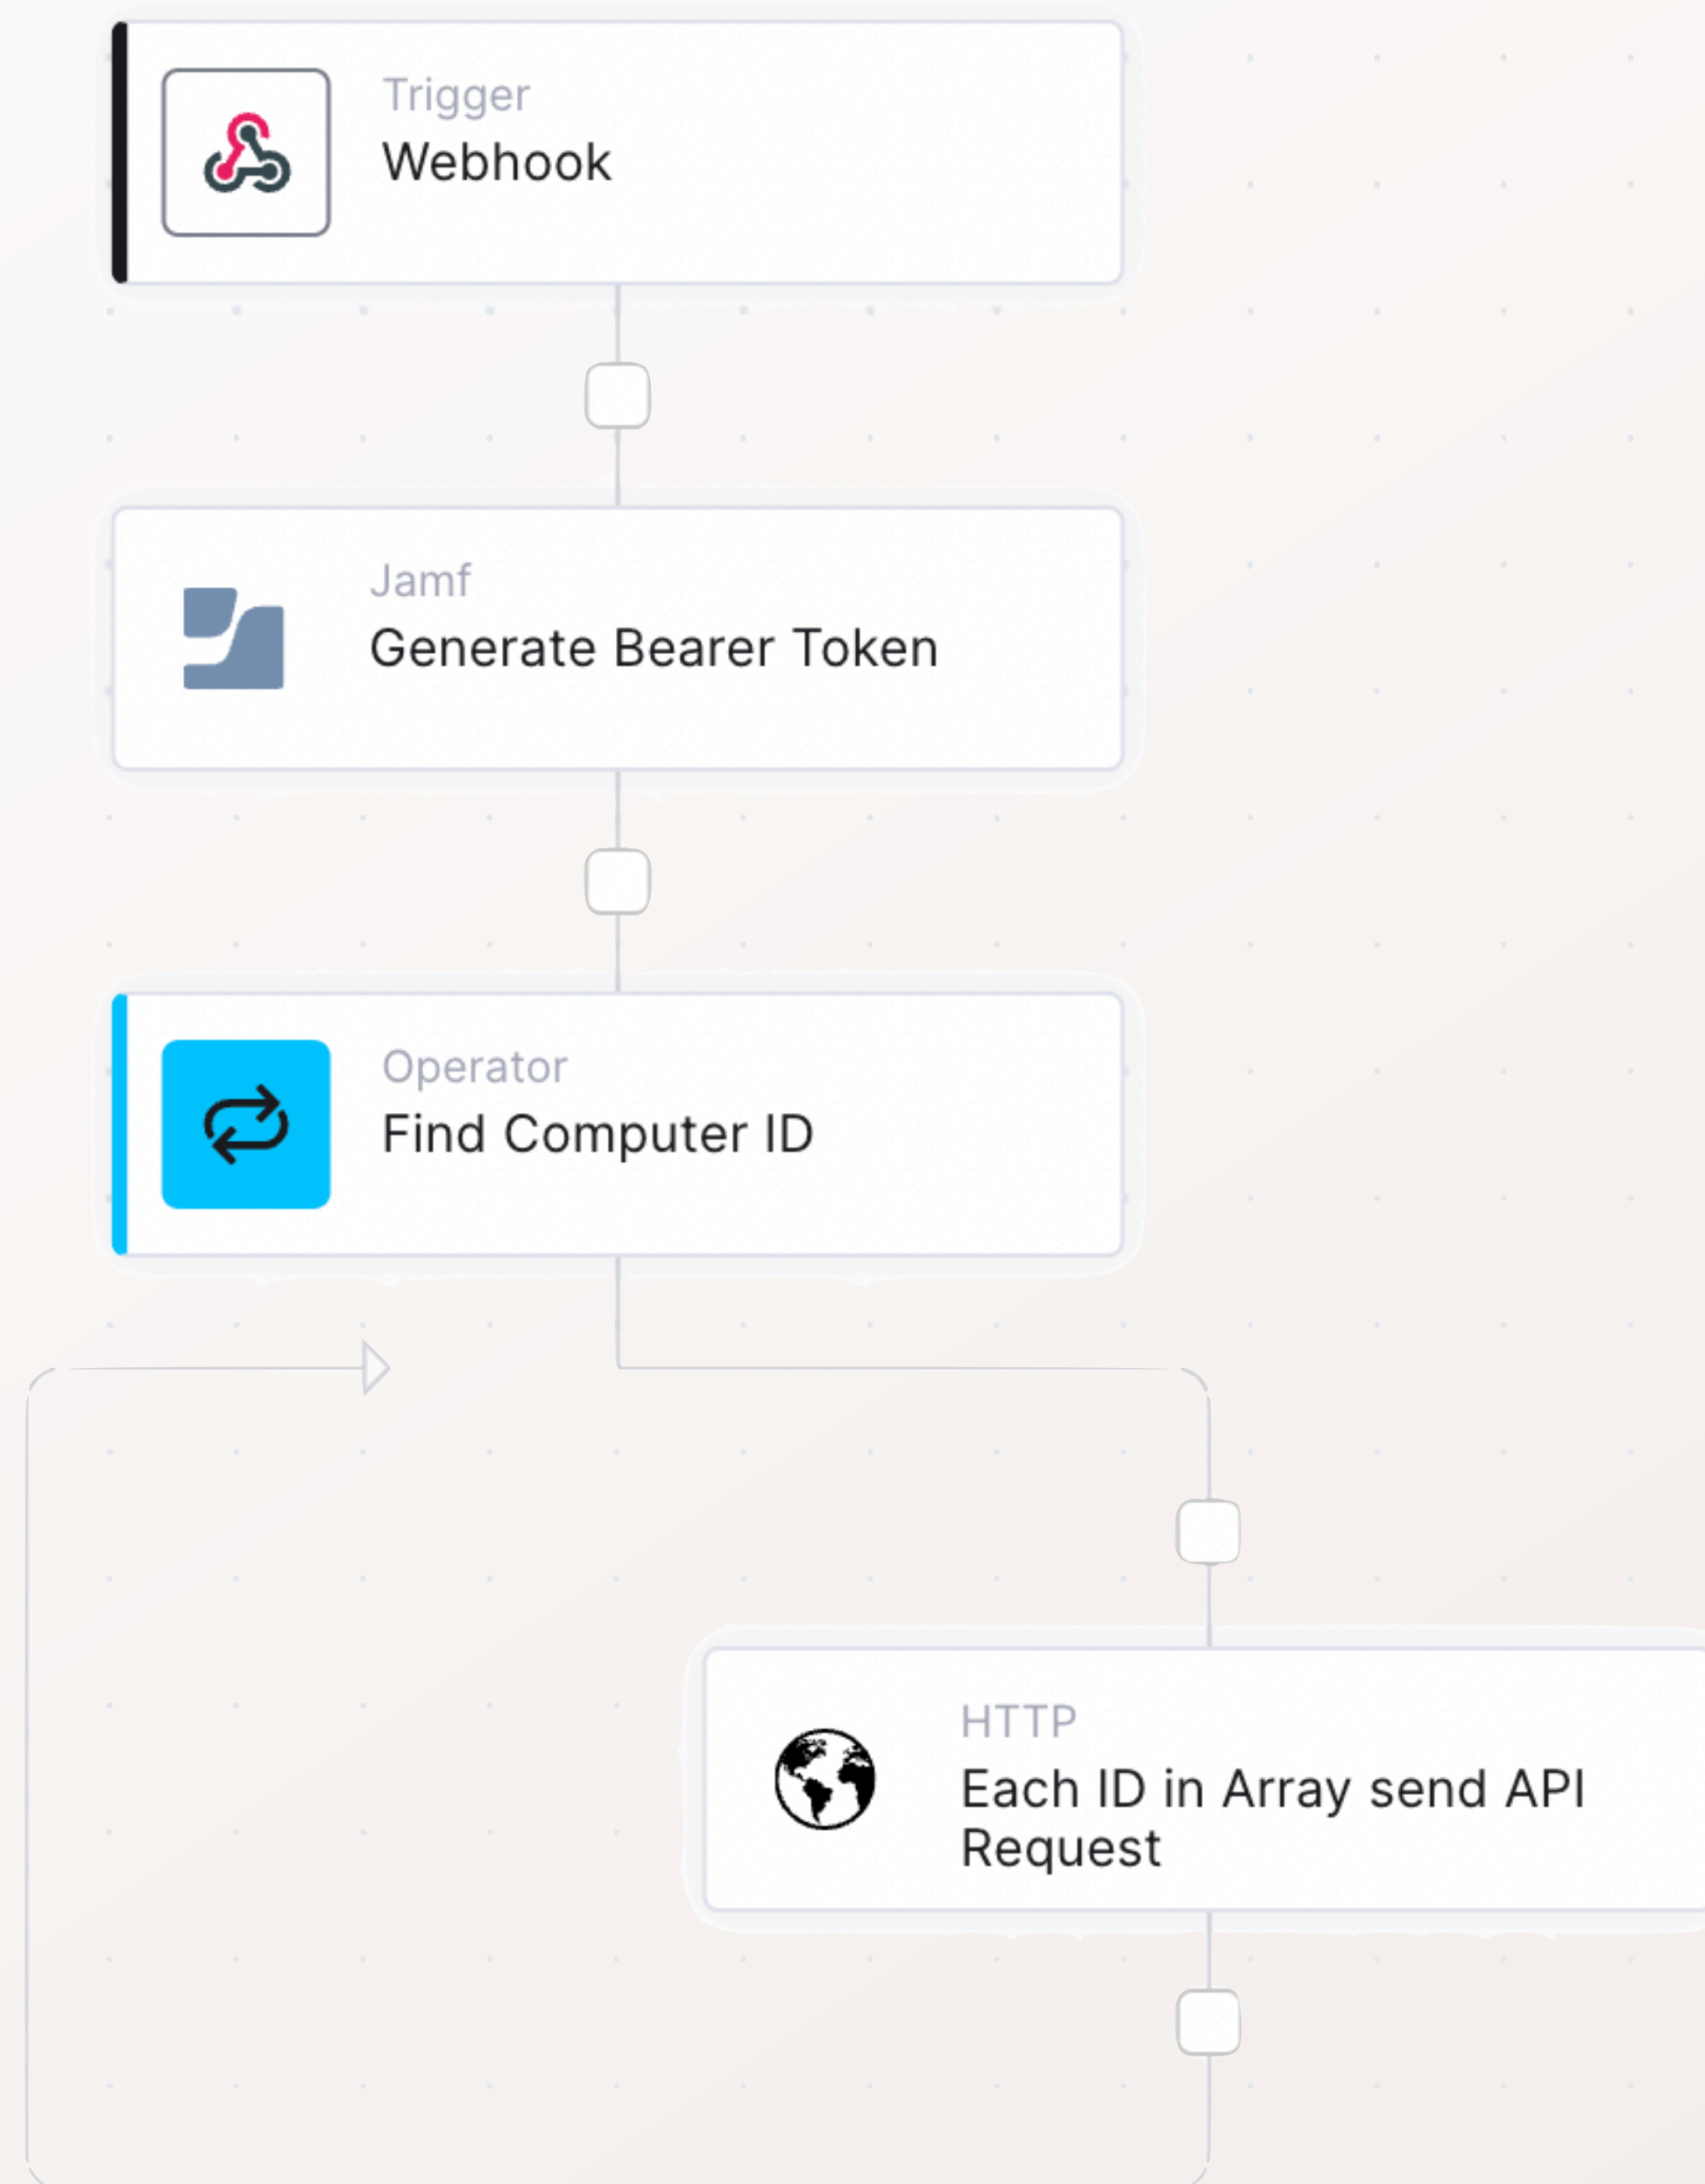 Trigger
Webhook
Jamf
Generate Bearer Token
Operator
Find Computer ID
HTTP
Each ID in Array send API
Request